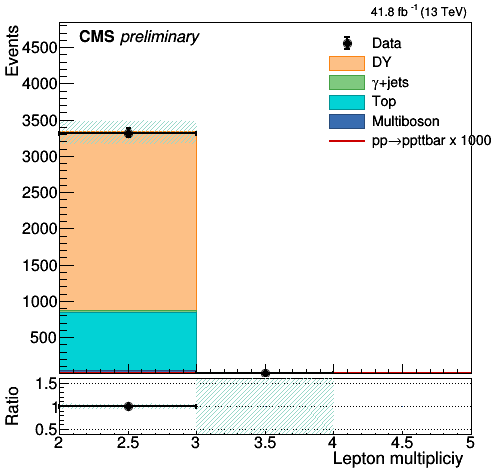 41.8 fb⁻¹ (13 TeV)
CMS preliminary
Events
4500
4000
3500
3000
2500
2000
1500
1000
500
Data
DY
γ+jets
Top
Multiboson
pp→ppttbar x 1000
Ratio
1.5
1
0.5
2 2.5 3 3.5 4 4.5 5
Lepton multipliciy